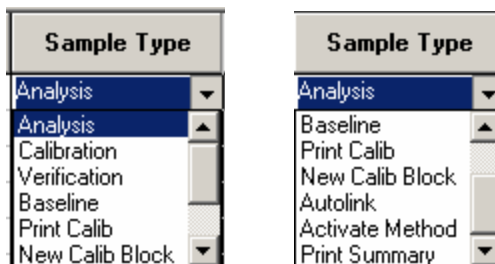 Sample Type
Analysis
Analysis
Calibration
Verification
Baseline
Print Calib
New Calib Block
Sample Type
Analysis
Baseline
Print Calib
New Calib Block
Autolink
Activate Method
Print Summary